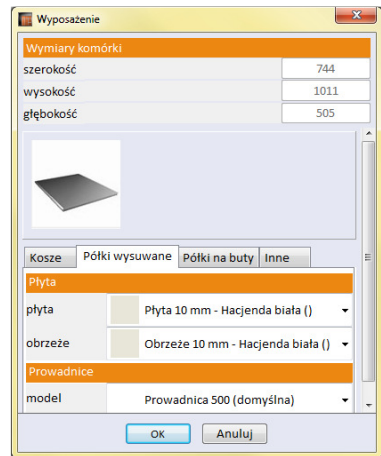 Wyposażenie
Wymiary komórki
szerokość 744
wysokość 1011
głębokość 505
Kosze Półki wysuwane Półki na buty Inne
Płyta
płyta Płyta 10 mm - Hacjenda biała ()
obrzeże Obrzeże 10 mm - Hacjenda biała ()
Prowadnice
model Prowadnica 500 (domyślna)
OK Anuluj